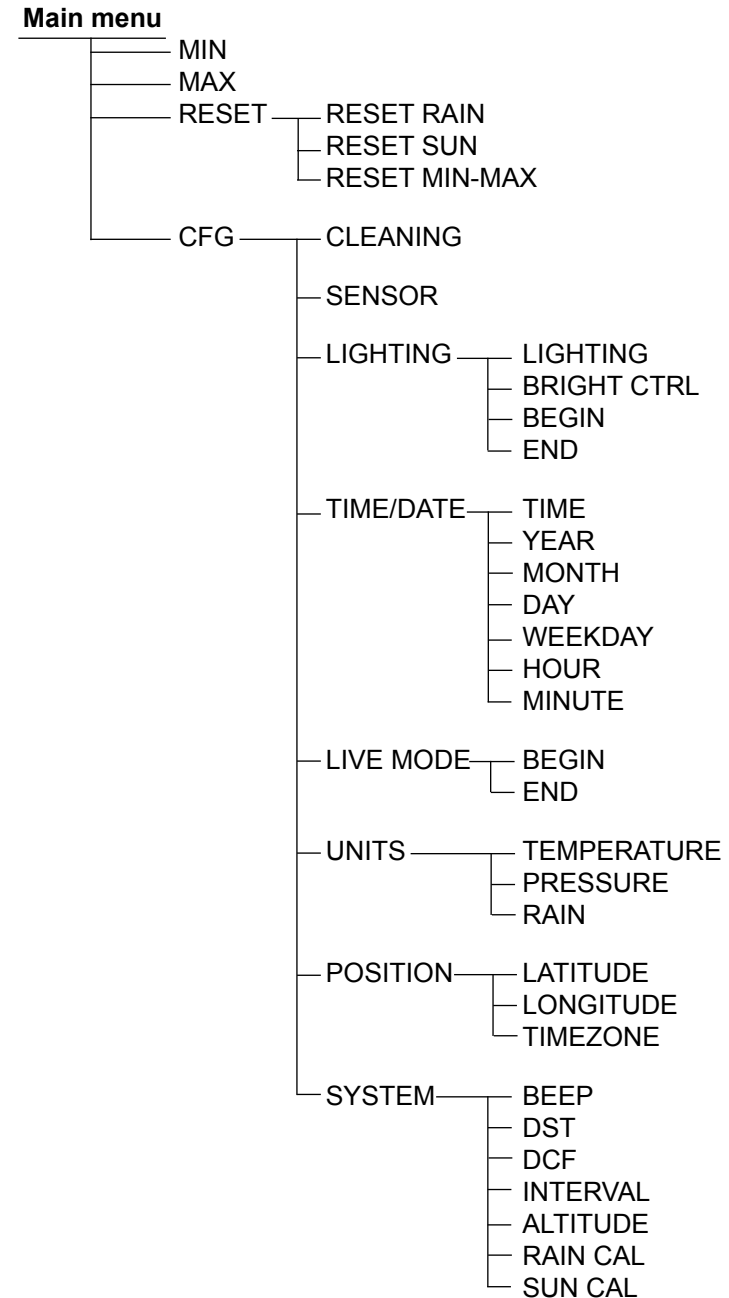 Main menu
MIN
MAX
RESET RESET RAIN
RESET SUN
RESET MIN-MAX
CFG CLEANING
SENSOR
LIGHTING LIGHTING
BRIGHT CTRL
BEGIN
END
TIME/DATE TIME
YEAR
MONTH
DAY
WEEKDAY
HOUR
MINUTE
LIVE MODE BEGIN
END
UNITS TEMPERATURE
PRESSURE
RAIN
POSITION LATITUDE
LONGITUDE
TIMEZONE
SYSTEM BEEP
DST
DCF
INTERVAL
ALTITUDE
RAIN CAL
SUN CAL